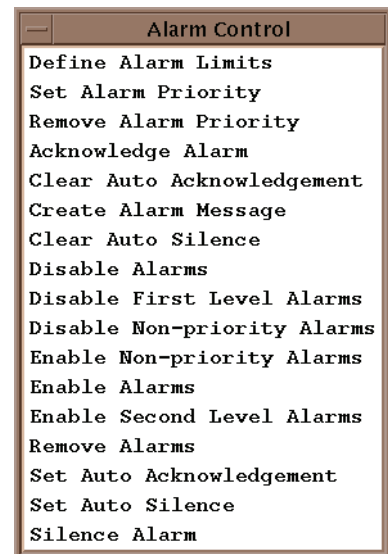 Alarm Control
Define Alarm Limits
Set Alarm Priority
Remove Alarm Priority
Acknowledge Alarm
Clear Auto Acknowledgement
Create Alarm Message
Clear Auto Silence
Disable Alarms
Disable First Level Alarms
Disable Non-priority Alarms
Enable Non-priority Alarms
Enable Alarms
Enable Second Level Alarms
Remove Alarms
Set Auto Acknowledgement
Set Auto Silence
Silence Alarm